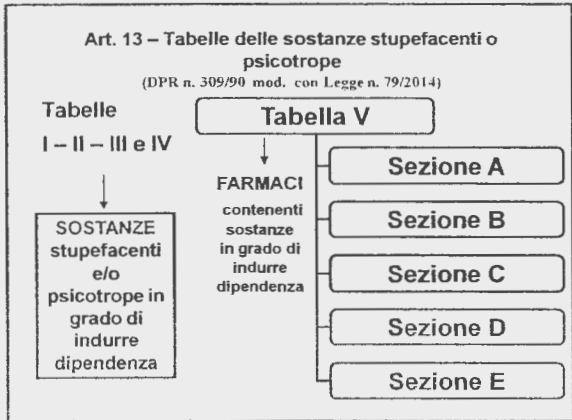 Art. 13 – Tabelle delle sostanze stupefacenti o
psicotrope
(DPR n. 309/90 mod. con Legge n. 79/2014)
Tabelle
I – II – III e IV
SOSTANZE
stupefacenti
e/o
psicotrope in
grado di
indurre
dipendenza
Tabella V
FARMACI
contenenti
sostanze
in grado di
indurre
dipendenza
Sezione A
Sezione B
Sezione C
Sezione D
Sezione E